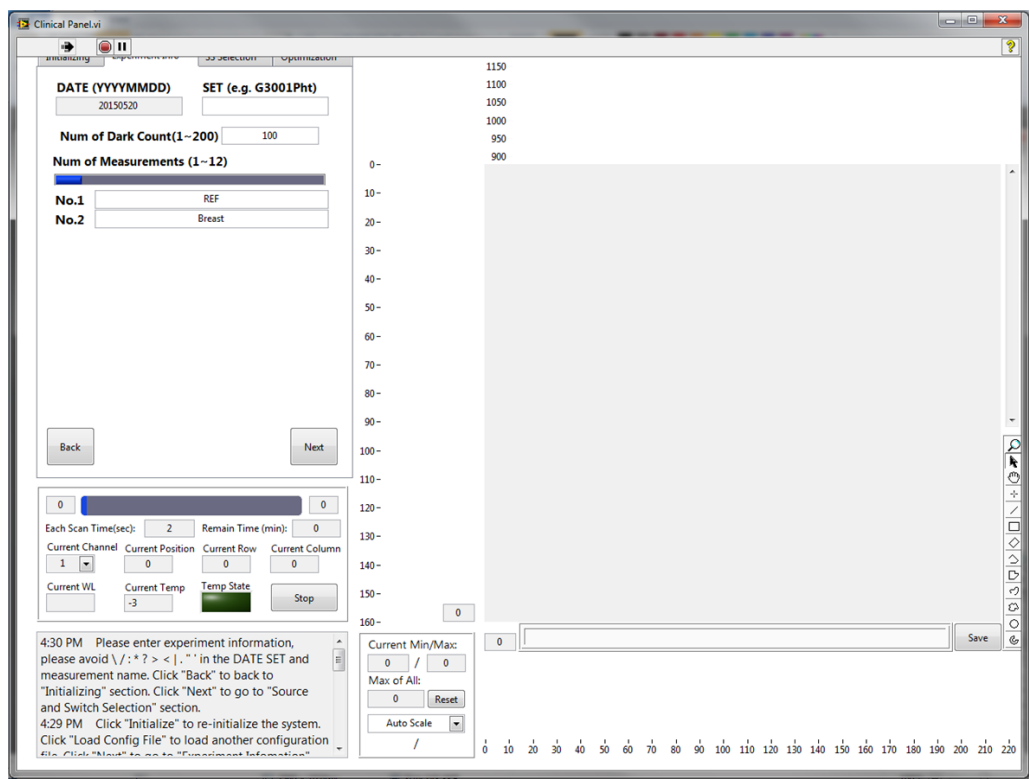 Clinical Panel.vi
Initializing Experiment Info SS Selection Optimization
DATE (YYYYMMDD) SET (e.g. G3001Pht)
20150520
Num of Dark Count(1~200) 100
Num of Measurements (1~12)
No.1 REF
No.2 Breast
Back Next
0 0
Each Scan Time(sec): 2 Remain Time (min): 0
Current Channel Current Position Current Row Current Column
1 0 0 0
Current WL Current Temp Temp State
-3 Stop
4:30 PM Please enter experiment information,
please avoid \ / : * ? > < | . " ' in the DATE SET and
measurement name. Click "Back" to back to
"Initializing" section. Click "Next" to go to "Source
and Switch Selection" section.
4:29 PM Click "Initialize" to re-initialize the system.
Click "Load Config File" to load another configuration
file. Click "Next" to go to "Experiment Infomation"
1150
1100
1050
1000
950
900
0
10
20
30
40
50
60
70
80
90
100
110
120
130
140
150
160
0
Current Min/Max:
0 / 0
Max of All:
0 Reset
Auto Scale
/
0 Save
0 10 20 30 40 50 60 70 80 90 100 110 120 130 140 150 160 170 180 190 200 210 220